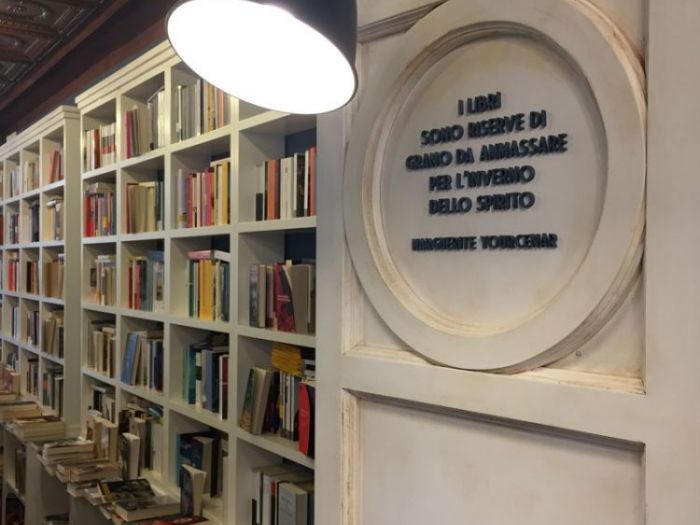 I LIBRI
SONO RISERVE DI
GRANO DA AMMASSARE
PER L'INVERNO
DELLO SPIRITO
MARGUERITE YOURCENAR